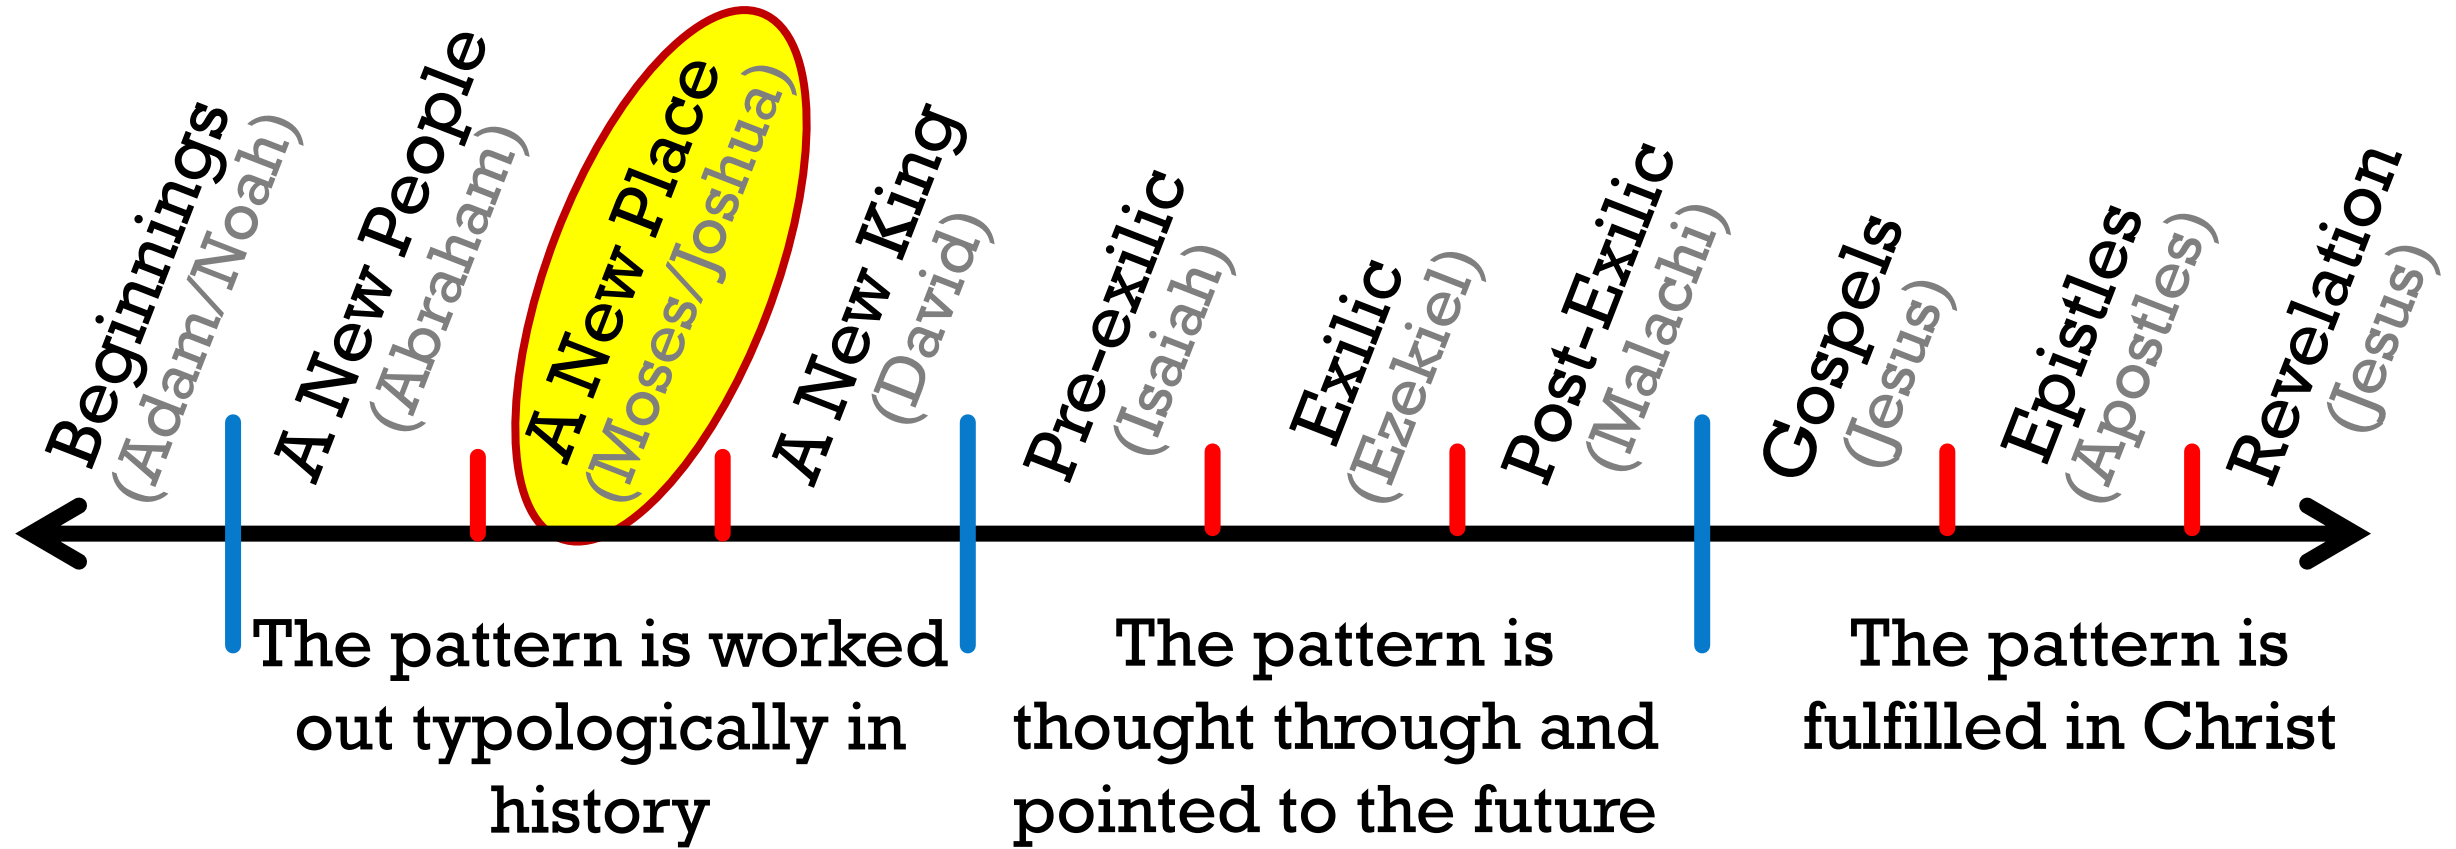 Beginnings
(Adam/Noah)
A New People
(Abraham)
A New Place
(Moses/Joshua)
A New King
(David)
Pre-exilic
(Isaiah)
Exilic
(Ezekiel)
Post-Exilic
(Malachi)
Gospels
(Jesus)
Epistles
(Apostles)
Revelation
(Jesus)
The pattern is worked
out typologically in
history
The pattern is
thought through and
pointed to the future
The pattern is
fulfilled in Christ